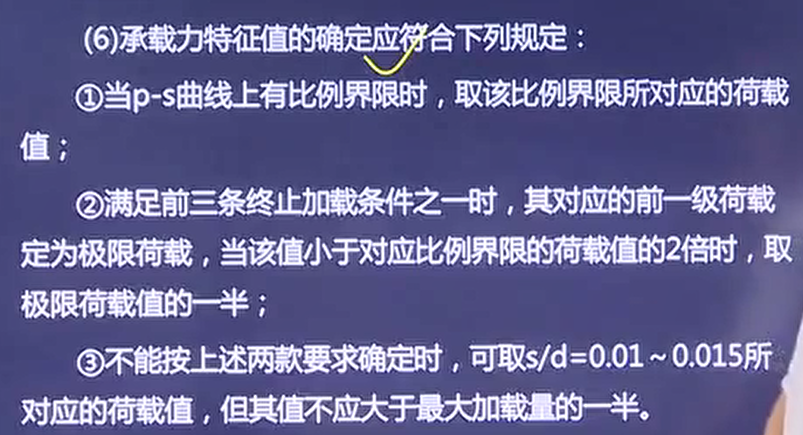 (6)承载力特征值的确定应符合下列规定：
①当p-s曲线上有比例界限时，取该比例界限所对应的荷载
值；
②满足前三条终止加载条件之一时，其对应的前一级荷载
定为极限荷载，当该值小于对应比例界限的荷载值的2倍时，取
极限荷载值的一半；
③不能按上述两款要求确定时，可取s/d=0.01～0.015所
对应的荷载值，但其值不应大于最大加载量的一半。